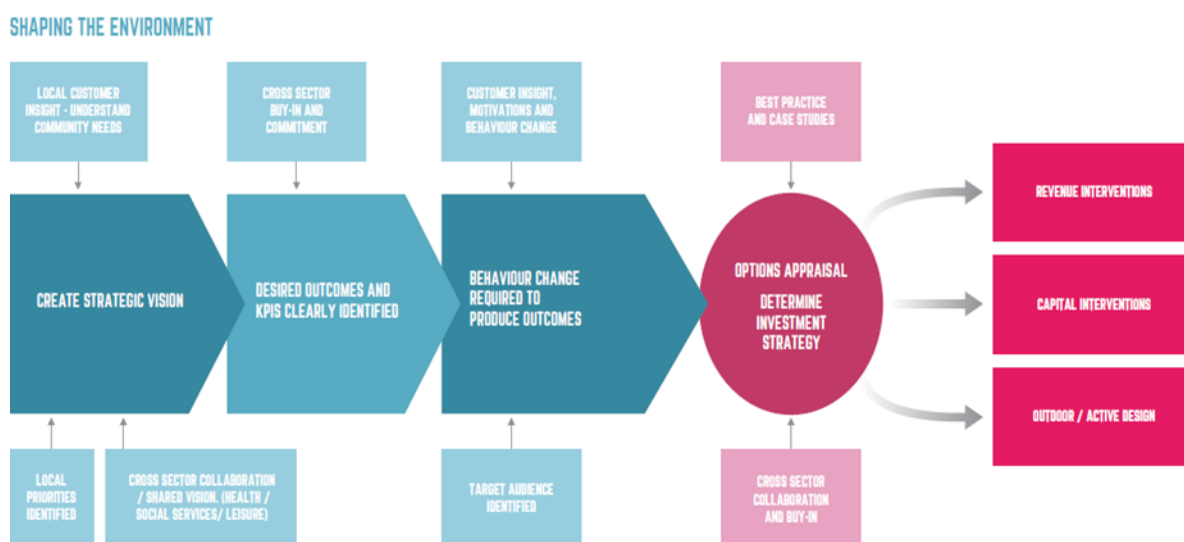 SHAPING THE ENVIRONMENT
LOCAL CUSTOMER
INSIGHT - UNDERSTAND
COMMUNITY NEEDS
CROSS SECTOR
BUY-IN AND
COMMITMENT
CUSTOMER INSIGHT,
MOTIVATIONS AND
BEHAVIOUR CHANGE
BEST PRACTICE
AND CASE STUDIES
CREATE STRATEGIC VISION
DESIRED OUTCOMES AND
KPIS CLEARLY IDENTIFIED
BEHAVIOUR CHANGE
REQUIRED TO
PRODUCE OUTCOMES
OPTIONS APPRAISAL
DETERMINE
INVESTMENT
STRATEGY
REVENUE INTERVENTIONS
CAPITAL INTERVENTIONS
OUTDOOR / ACTIVE DESIGN
LOCAL
PRIORITIES
IDENTIFIED
CROSS SECTOR COLLABORATION
/ SHARED VISION. (HEALTH /
SOCIAL SERVICES/ LEISURE)
TARGET AUDIENCE
IDENTIFIED
CROSS SECTOR
COLLABORATION
AND BUY-IN